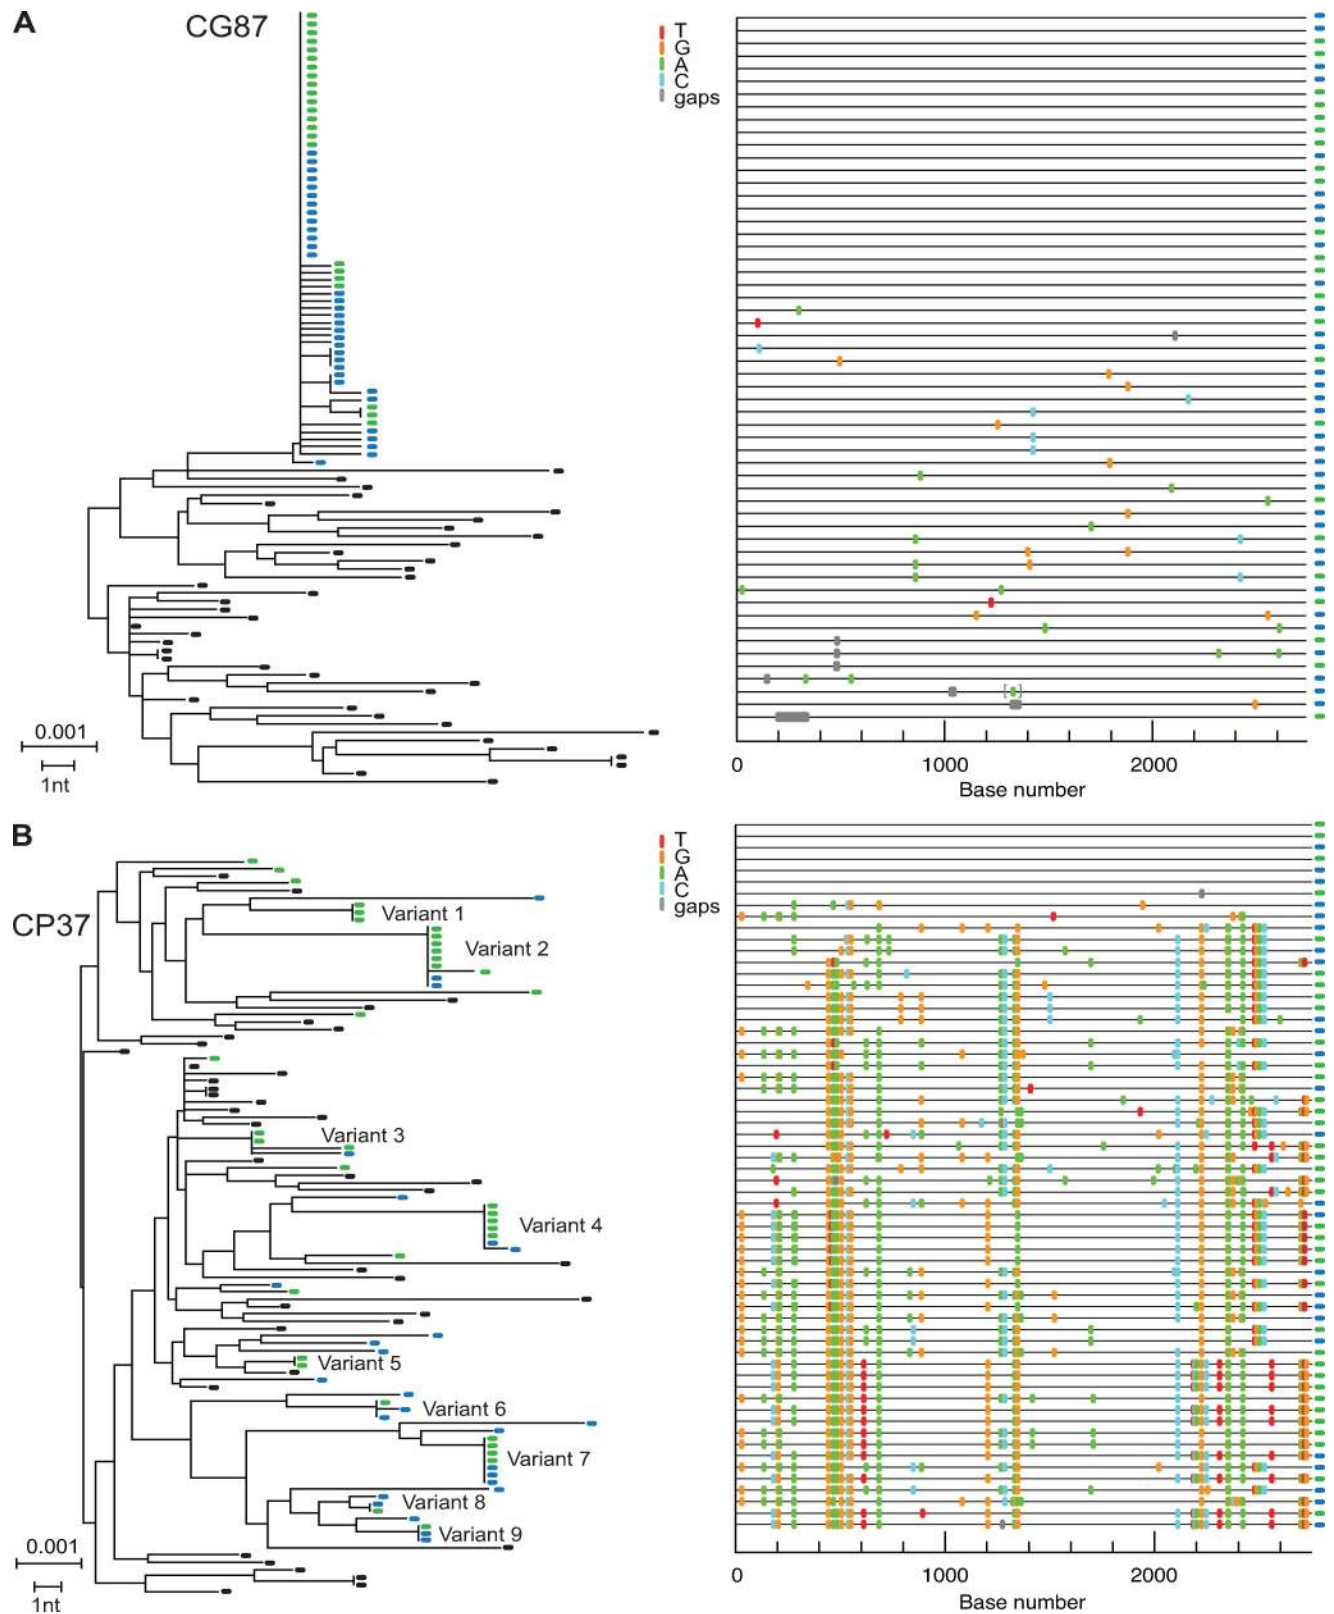 A
CG87
T
G
A
C
gaps
0.001
1nt
0 1000 2000
Base number
B
CP37
T
G
A
C
gaps
Variant 1
Variant 2
Variant 3
Variant 4
Variant 5
Variant 6
Variant 7
Variant 8
Variant 9
0.001
1nt
0 1000 2000
Base number